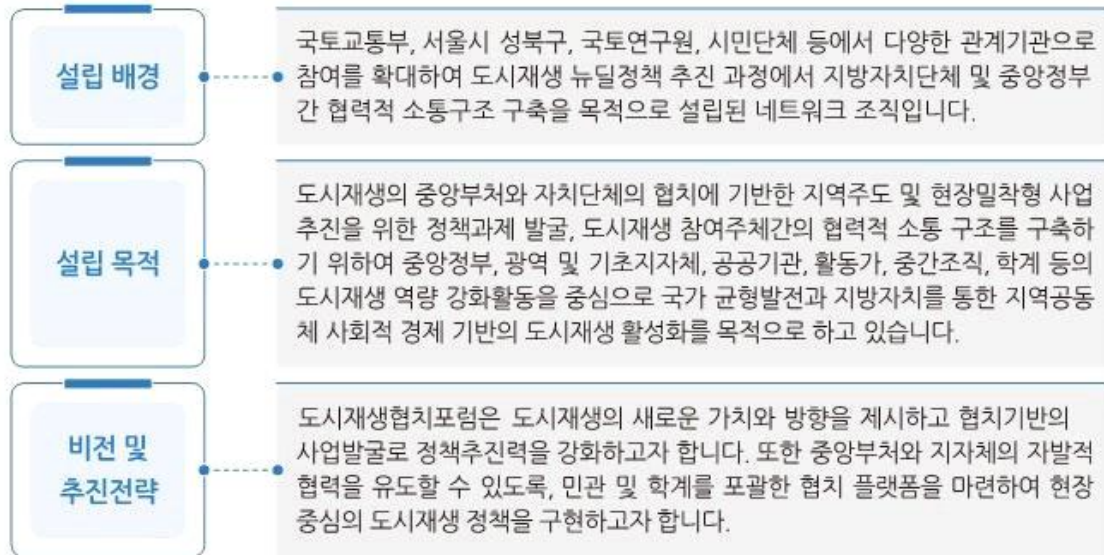 설립 배경
국토교통부, 서울시 성북구, 국토연구원, 시민단체 등에서 다양한 관계기관으로
참여를 확대하여 도시재생 뉴딜정책 추진 과정에서 지방자치단체 및 중앙정부
간 협력적 소통구조 구축을 목적으로 설립된 네트워크 조직입니다.
설립 목적
도시재생의 중앙부처와 자치단체의 협치에 기반한 지역주도 및 현장밀착형 사업
추진을 위한 정책과제 발굴, 도시재생 참여주체간의 협력적 소통 구조를 구축하
기 위하여 중앙정부, 광역 및 기초지자체, 공공기관, 활동가, 중간조직, 학계 등의
도시재생 역량 강화활동을 중심으로 국가 균형발전과 지방자치를 통한 지역공동
체 사회적 경제 기반의 도시재생 활성화를 목적으로 하고 있습니다.
비전 및
추진전략
도시재생협치포럼은 도시재생의 새로운 가치와 방향을 제시하고 협치기반의
사업발굴로 정책추진력을 강화하고자 합니다. 또한 중앙부처와 지자체의 자발적
협력을 유도할 수 있도록, 민관 및 학계를 포괄한 협치 플랫폼을 마련하여 현장
중심의 도시재생 정책을 구현하고자 합니다.